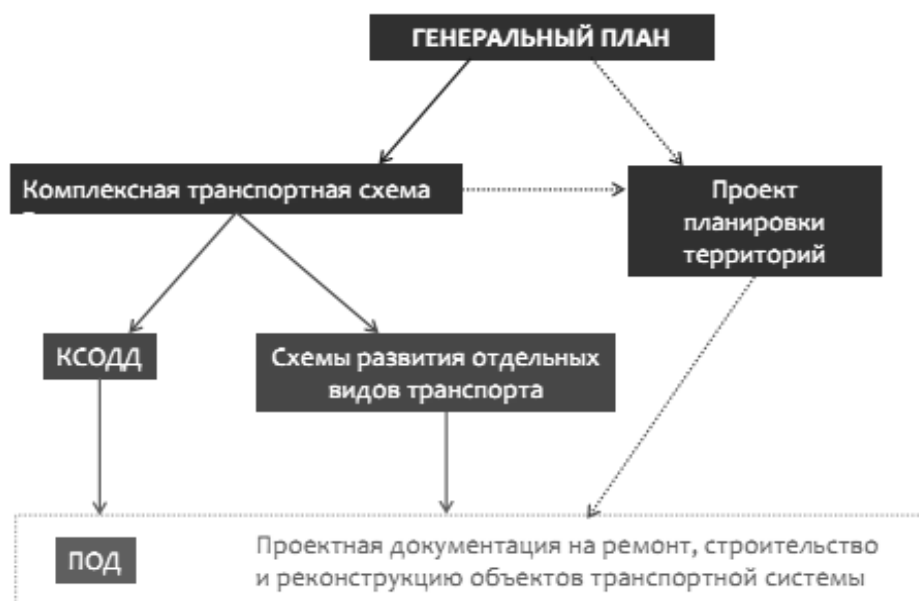 ГЕНЕРАЛЬНЫЙ ПЛАН
Комплексная транспортная схема
Проект
планировки
территорий
КСОДД
Схемы развития отдельных
видов транспорта
ПОД
Проектная документация на ремонт, строительство
и реконструкцию объектов транспортной системы